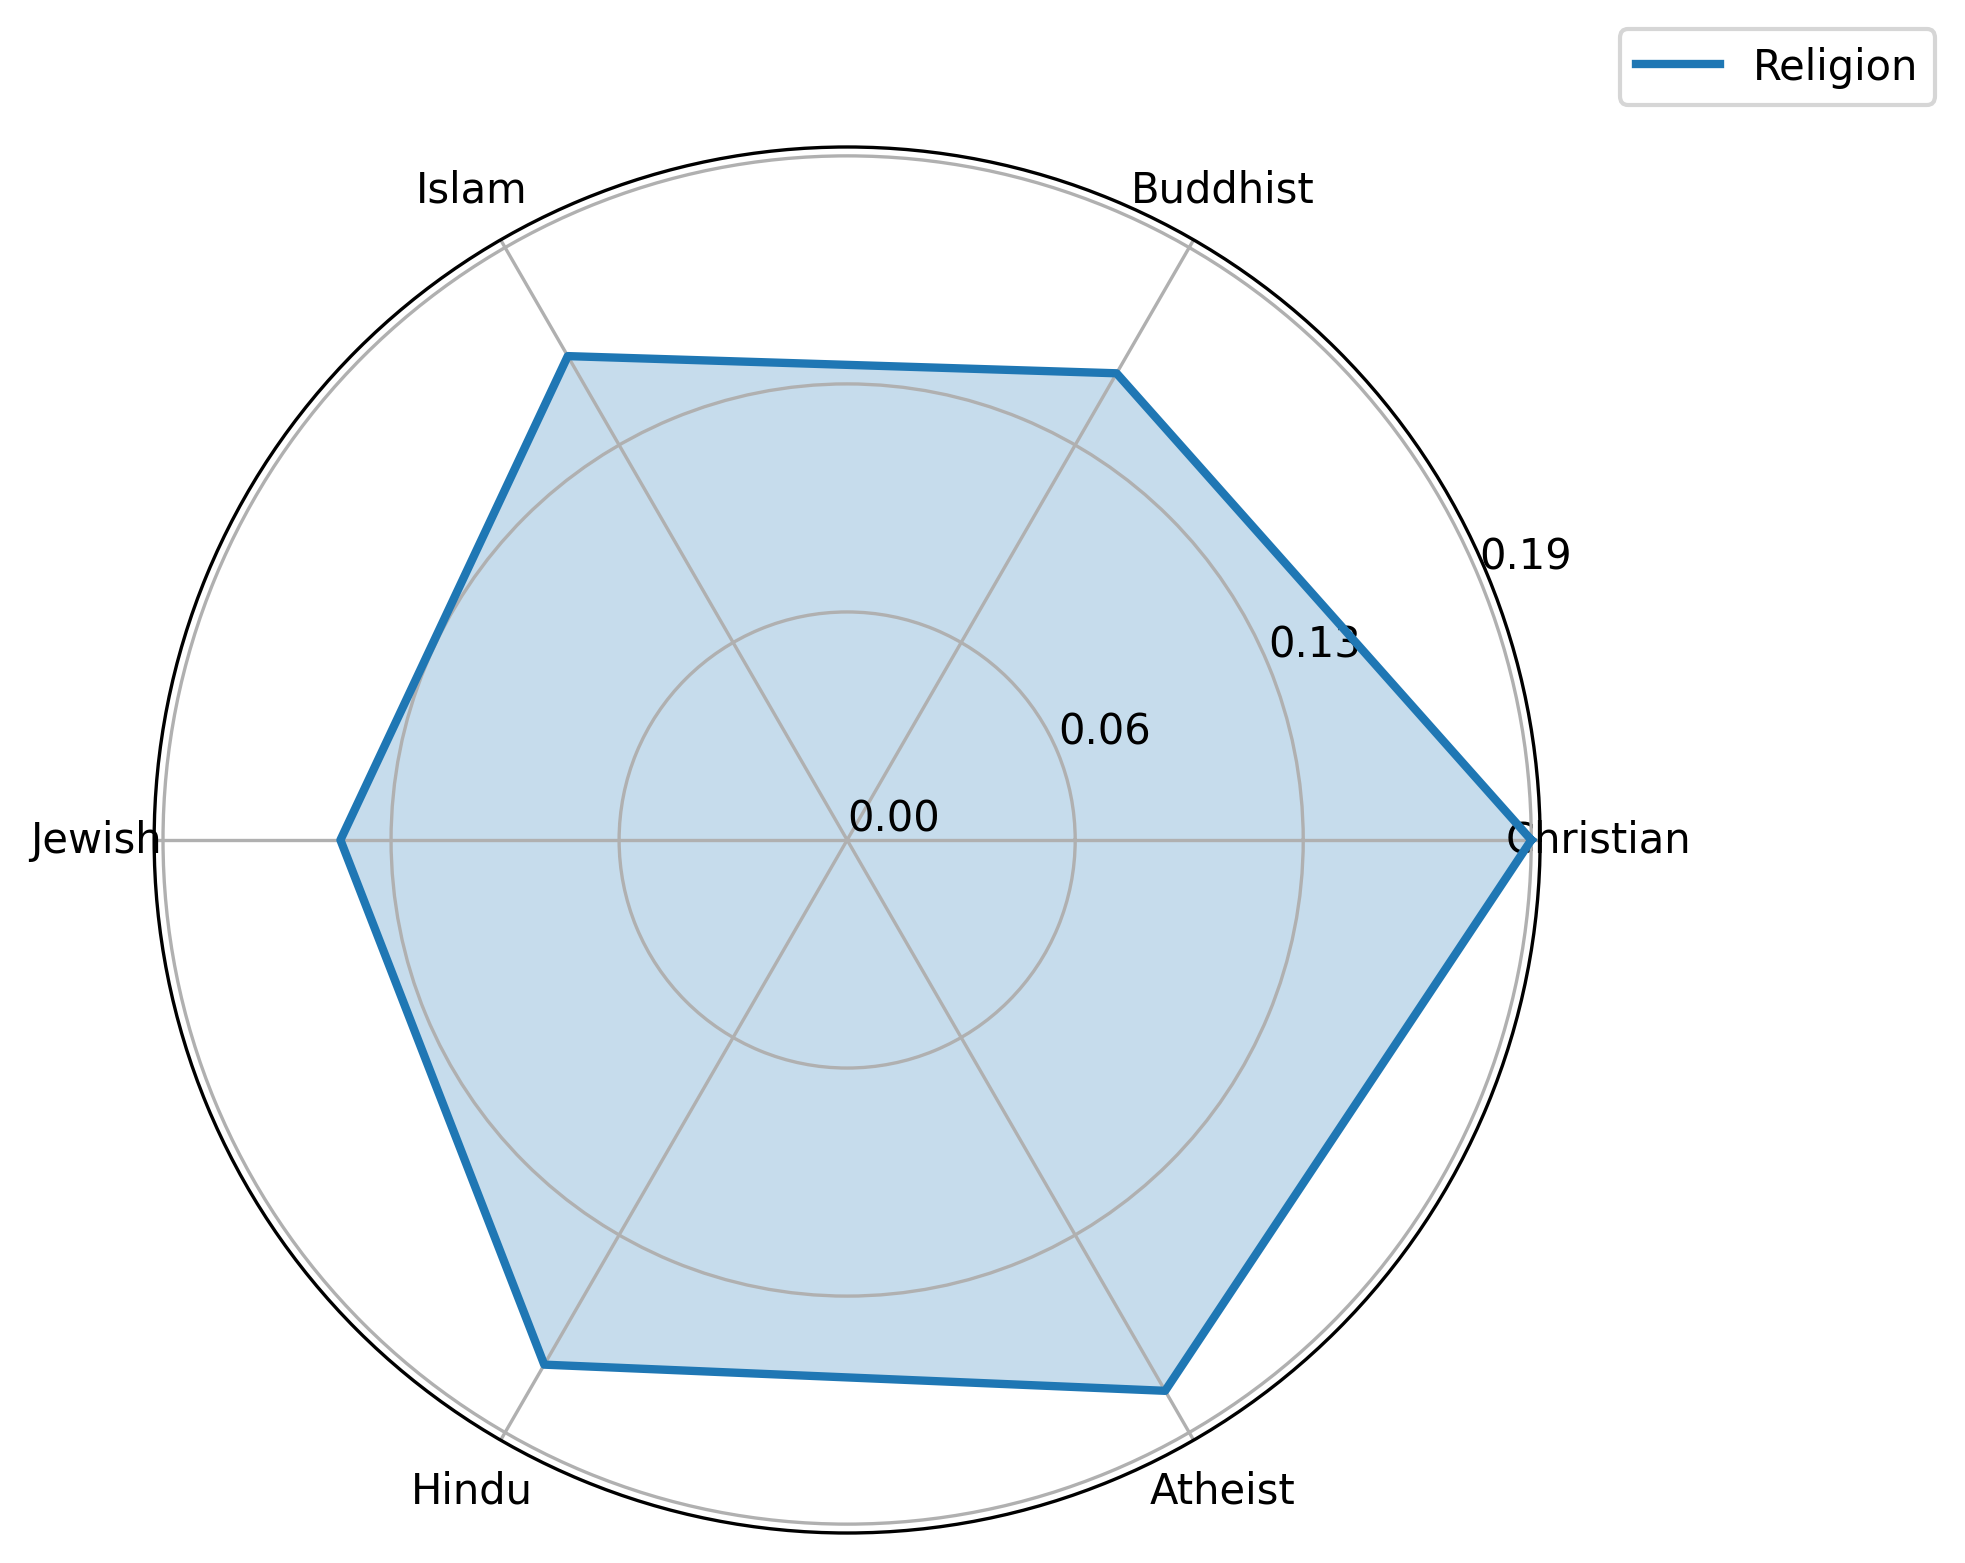 Religion
Islam
Buddhist
0.19
0.13
0.06
0.00
Jewish
Christian
Hindu
Atheist